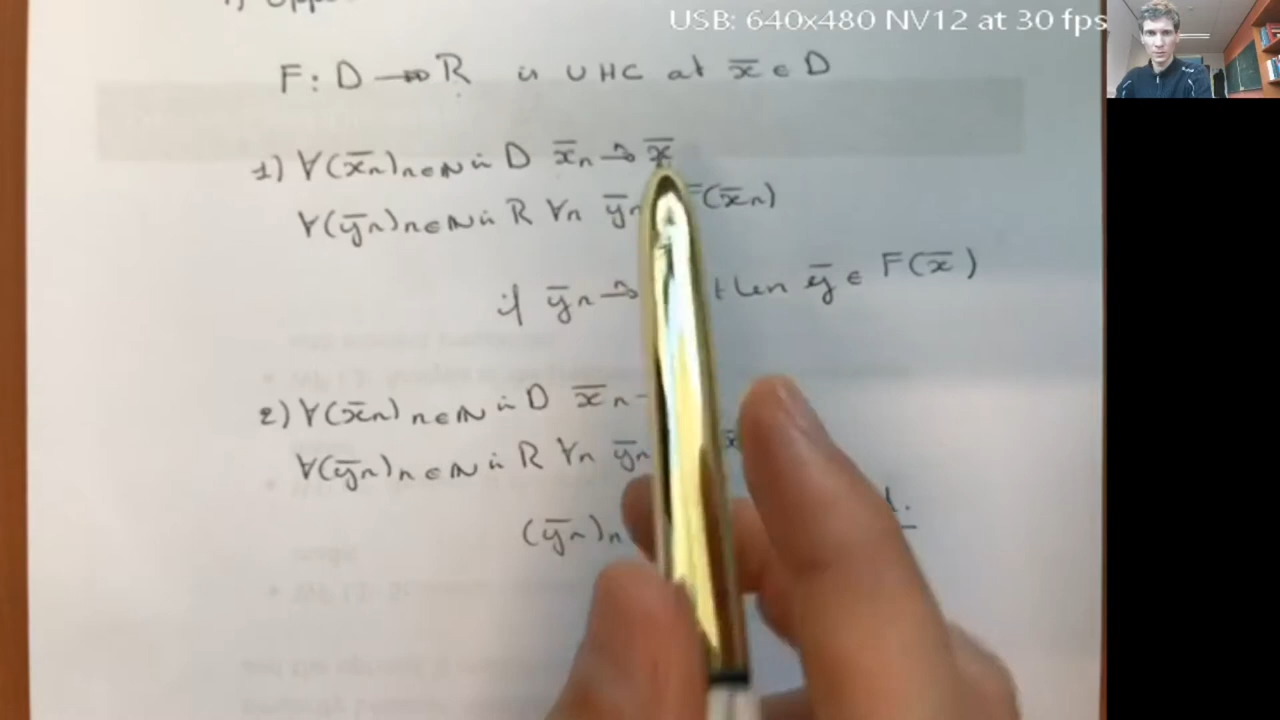 USB: 640x480 NV12 at 30 fps
F: D ↠ R is UHC at x̄ ∈ D
1) ∀(x̄n)n∈ℕ in D x̄n → x̄
∀(ȳn)n∈ℕ in R ∀n ȳn F(x̄n)
if ȳn → then ȳ ∈ F(x̄)
2) ∀(x̄n)n∈ℕ in D x̄n
∀(ȳn)n∈ℕ in R ∀n ȳn x̄
(ȳn)n